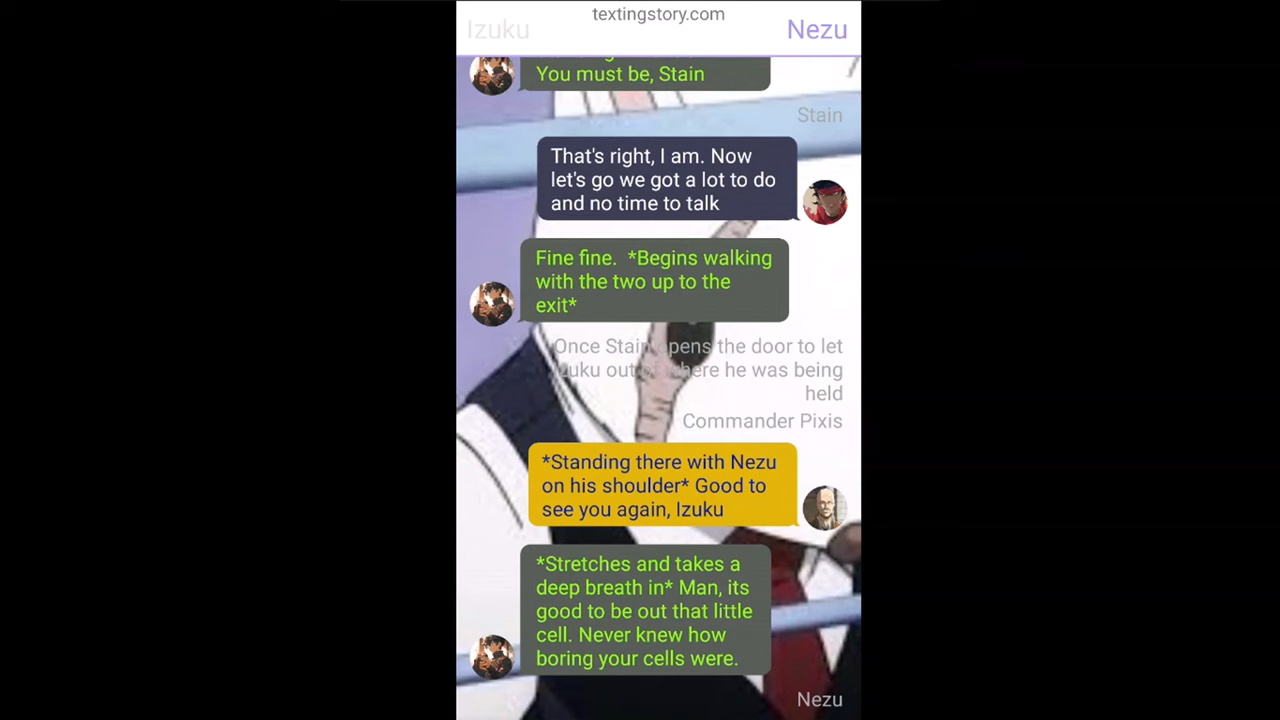 textingstory.com
Izuku
Nezu
You must be, Stain
Stain
That's right, I am. Now
let's go we got a lot to do
and no time to talk
Fine fine. *Begins walking
with the two up to the
exit*
Once Stain opens the door to let
Izuku out of where he was being
held
Commander Pixis
*Standing there with Nezu
on his shoulder* Good to
see you again, Izuku
*Stretches and takes a
deep breath in* Man, its
good to be out that little
cell. Never knew how
boring your cells were.
Nezu